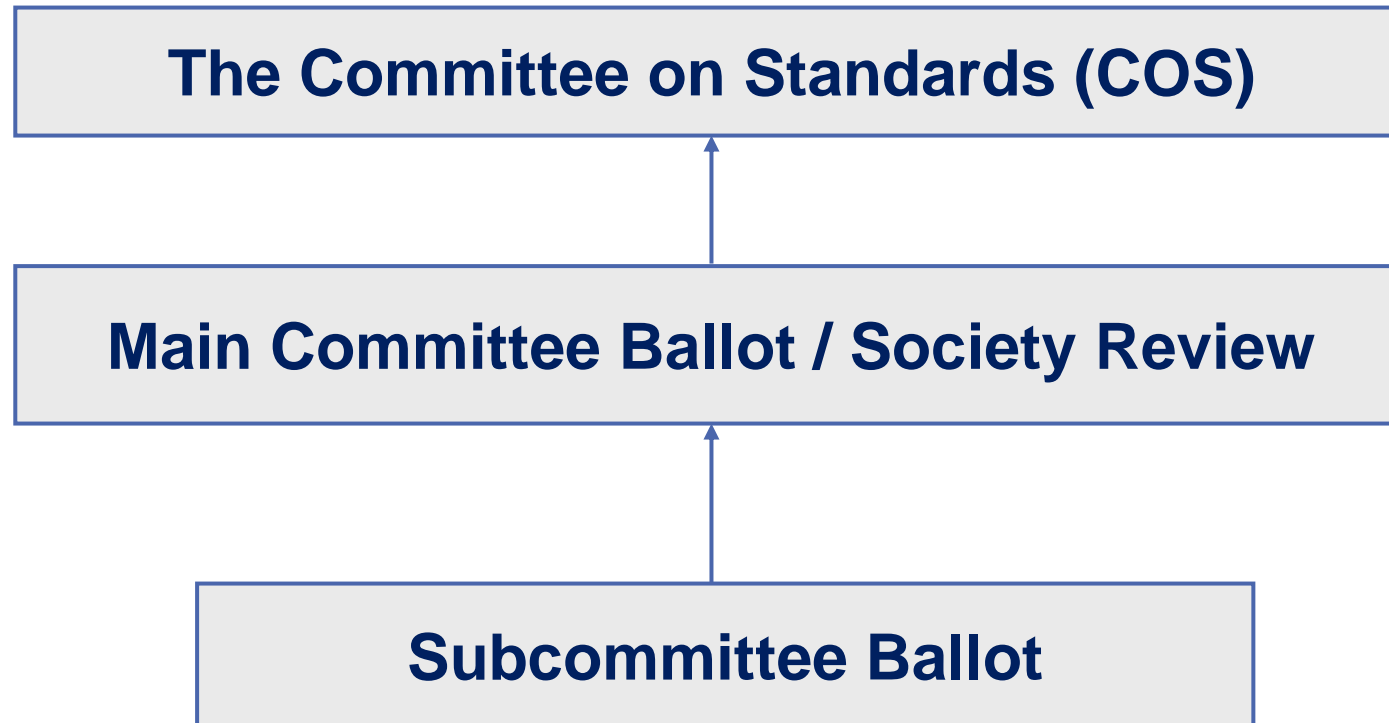 The Committee on Standards (COS)
Main Committee Ballot / Society Review
Subcommittee Ballot